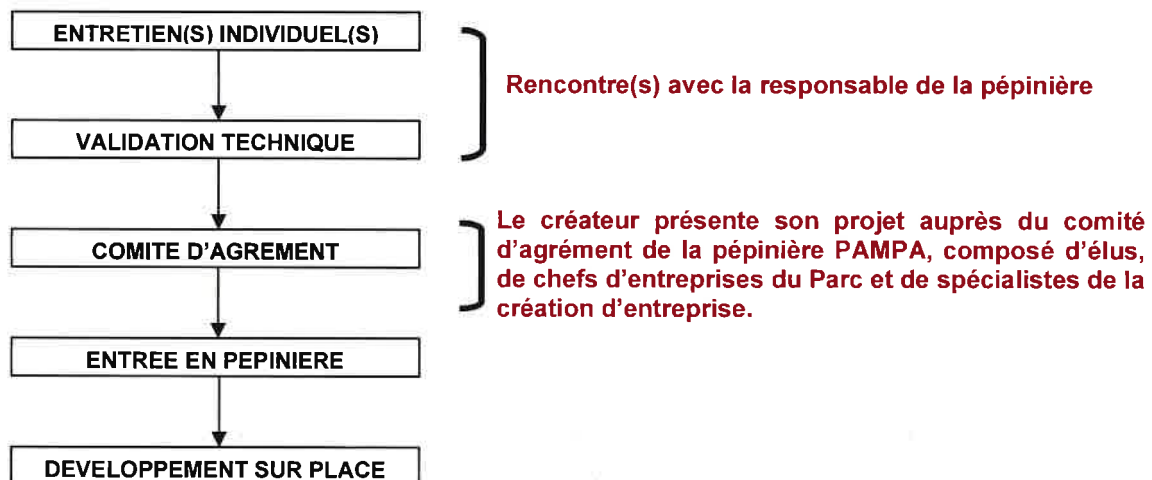 ENTRETIEN(S) INDIVIDUEL(S)
Rencontre(s) avec la responsable de la pépinière
VALIDATION TECHNIQUE
Le créateur présente son projet auprès du comité
d'agrément de la pépinière PAMPA, composé d'élus,
de chefs d'entreprises du Parc et de spécialistes de la
création d'entreprise.
COMITE D'AGREMENT
ENTREE EN PEPINIERE
DEVELOPPEMENT SUR PLACE